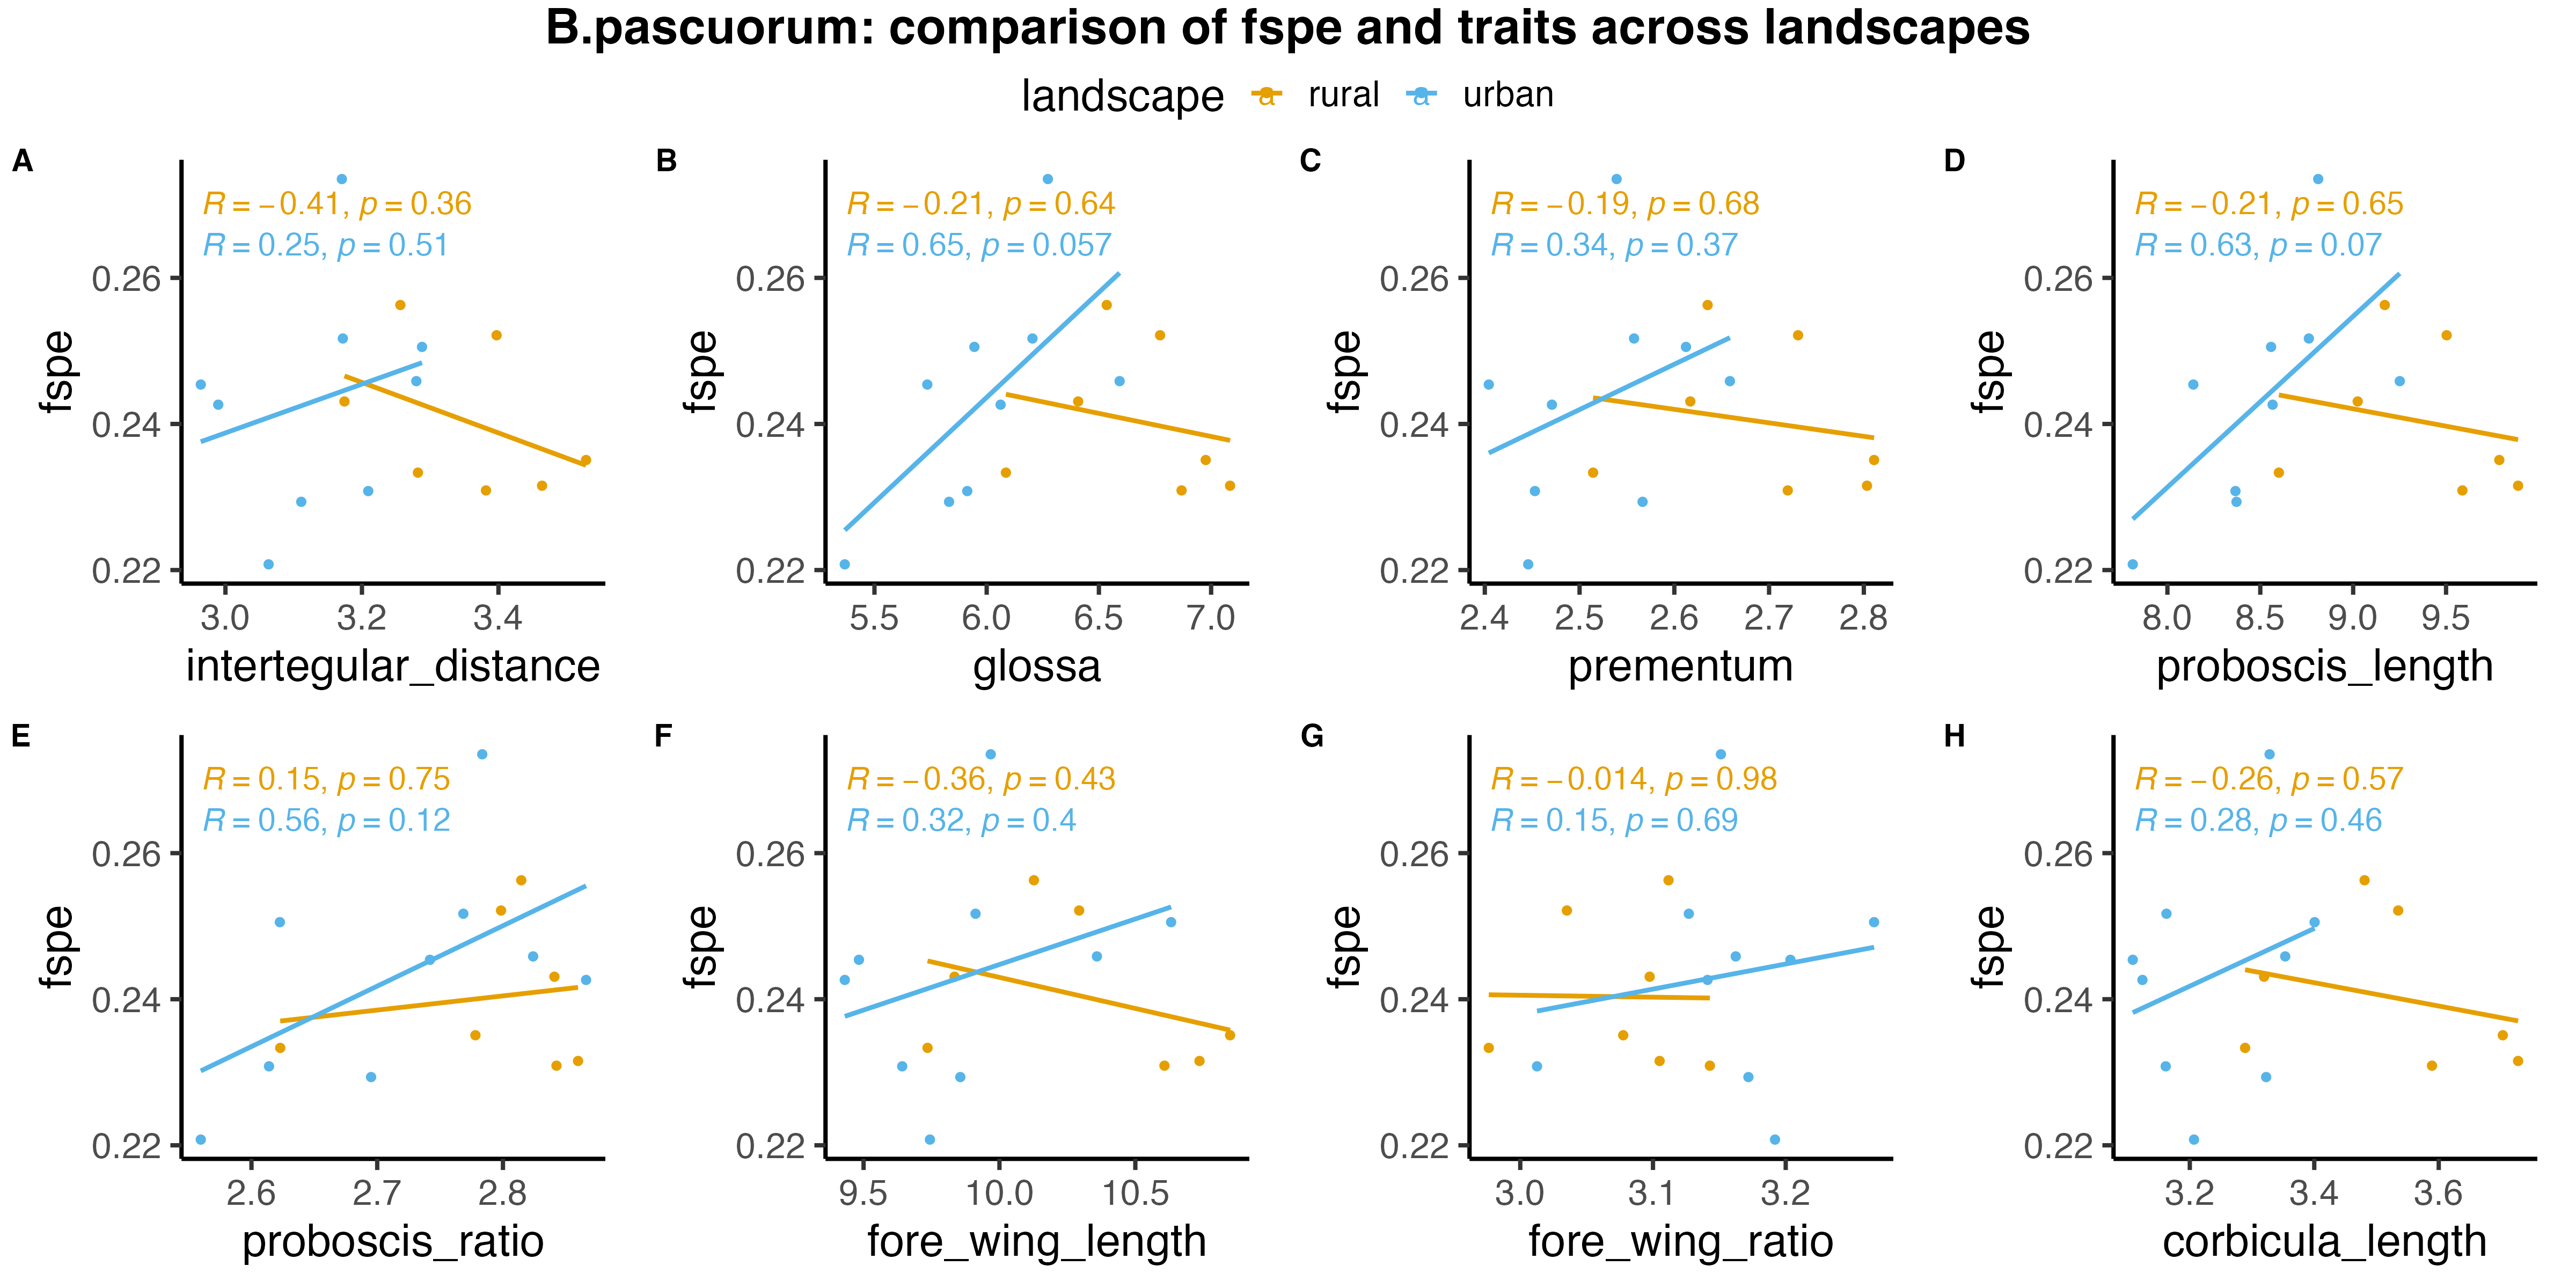 B.pascuorum: comparison of fspe and traits across landscapes
landscape a rural a urban
A
R = −0.41, p = 0.36
R = 0.25, p = 0.51
0.26
0.24
0.22
fspe
3.0 3.2 3.4
intertegular_distance
B
R = −0.21, p = 0.64
R = 0.65, p = 0.057
0.26
0.24
0.22
fspe
5.5 6.0 6.5 7.0
glossa
C
R = −0.19, p = 0.68
R = 0.34, p = 0.37
0.26
0.24
0.22
fspe
2.4 2.5 2.6 2.7 2.8
prementum
D
R = −0.21, p = 0.65
R = 0.63, p = 0.07
0.26
0.24
0.22
fspe
8.0 8.5 9.0 9.5
proboscis_length
E
R = 0.15, p = 0.75
R = 0.56, p = 0.12
0.26
0.24
0.22
fspe
2.6 2.7 2.8
proboscis_ratio
F
R = −0.36, p = 0.43
R = 0.32, p = 0.4
0.26
0.24
0.22
fspe
9.5 10.0 10.5
fore_wing_length
G
R = −0.014, p = 0.98
R = 0.15, p = 0.69
0.26
0.24
0.22
fspe
3.0 3.1 3.2
fore_wing_ratio
H
R = −0.26, p = 0.57
R = 0.28, p = 0.46
0.26
0.24
0.22
fspe
3.2 3.4 3.6
corbicula_length